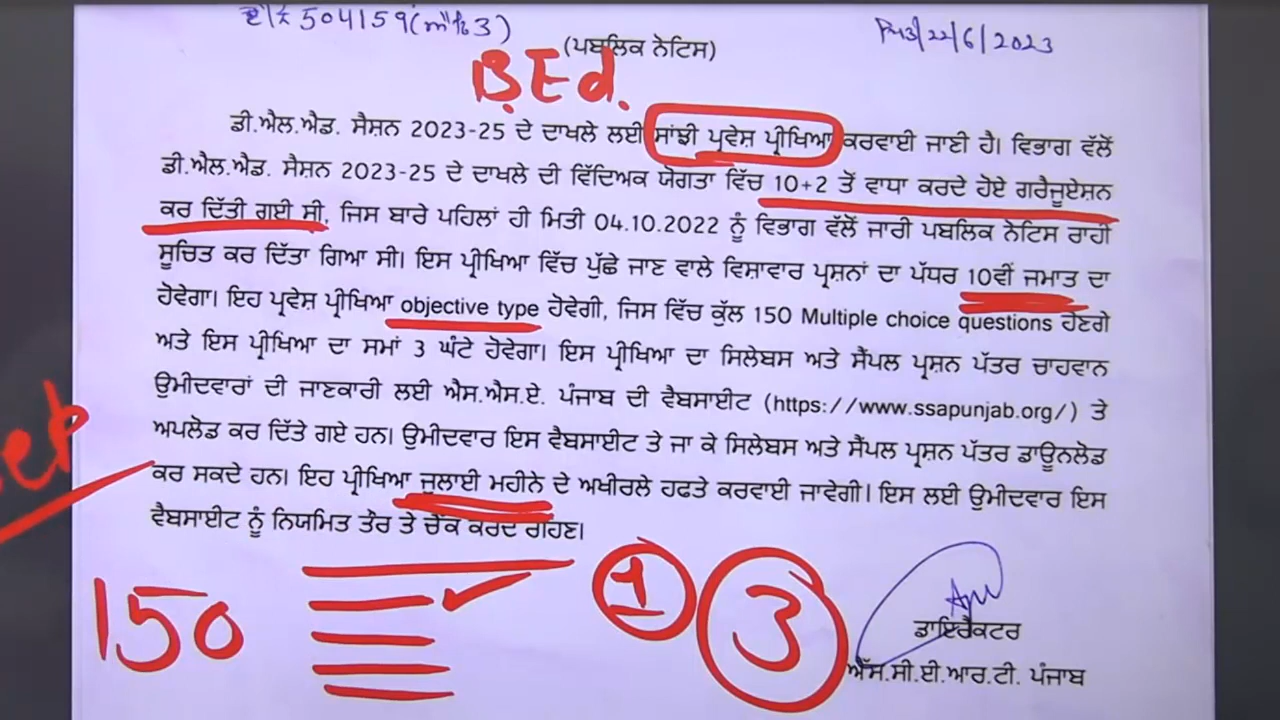 504159
22/6/2023
(ਪਬਲਿਕ ਨੋਟਿਸ)
B.Ed.
ਡੀ.ਐਲ.ਐਡ. ਸੈਸ਼ਨ 2023-25 ਦੇ ਦਾਖਲੇ ਲਈ ਸਾਂਝੀ ਪ੍ਰਵੇਸ਼ ਪ੍ਰੀਖਿਆ ਕਰਵਾਈ ਜਾਣੀ ਹੈ। ਵਿਭਾਗ ਵੱਲੋਂ
ਡੀ.ਐਲ.ਐਡ. ਸੈਸ਼ਨ 2023-25 ਦੇ ਦਾਖਲੇ ਦੀ ਵਿੱਦਿਅਕ ਯੋਗਤਾ ਵਿੱਚ 10+2 ਤੋਂ ਵਾਧਾ ਕਰਦੇ ਹੋਏ ਗਰੈਜੂਏਸ਼ਨ
ਕਰ ਦਿੱਤੀ ਗਈ ਸੀ, ਜਿਸ ਬਾਰੇ ਪਹਿਲਾਂ ਹੀ ਮਿਤੀ 04.10.2022 ਨੂੰ ਵਿਭਾਗ ਵੱਲੋਂ ਜਾਰੀ ਪਬਲਿਕ ਨੋਟਿਸ ਰਾਹੀਂ
ਸੂਚਿਤ ਕਰ ਦਿੱਤਾ ਗਿਆ ਸੀ। ਇਸ ਪ੍ਰੀਖਿਆ ਵਿੱਚ ਪੁੱਛੇ ਜਾਣ ਵਾਲੇ ਵਿਸ਼ਾਵਾਰ ਪ੍ਰਸ਼ਨਾਂ ਦਾ ਪੱਧਰ 10ਵੀਂ ਜਮਾਤ ਦਾ
ਹੋਵੇਗਾ। ਇਹ ਪ੍ਰਵੇਸ਼ ਪ੍ਰੀਖਿਆ objective type ਹੋਵੇਗੀ, ਜਿਸ ਵਿੱਚ ਕੁੱਲ 150 Multiple choice questions ਹੋਣਗੇ
ਅਤੇ ਇਸ ਪ੍ਰੀਖਿਆ ਦਾ ਸਮਾਂ 3 ਘੰਟੇ ਹੋਵੇਗਾ। ਇਸ ਪ੍ਰੀਖਿਆ ਦਾ ਸਿਲੇਬਸ ਅਤੇ ਸੈਂਪਲ ਪ੍ਰਸ਼ਨ ਪੱਤਰ ਚਾਹਵਾਨ
ਉਮੀਦਵਾਰਾਂ ਦੀ ਜਾਣਕਾਰੀ ਲਈ ਐਸ.ਐਸ.ਏ. ਪੰਜਾਬ ਦੀ ਵੈਬਸਾਈਟ (https://www.ssapunjab.org/) ਤੇ
ਅਪਲੋਡ ਕਰ ਦਿੱਤੇ ਗਏ ਹਨ। ਉਮੀਦਵਾਰ ਇਸ ਵੈਬਸਾਈਟ ਤੇ ਜਾ ਕੇ ਸਿਲੇਬਸ ਅਤੇ ਸੈਂਪਲ ਪ੍ਰਸ਼ਨ ਪੱਤਰ ਡਾਊਨਲੋਡ
ਕਰ ਸਕਦੇ ਹਨ। ਇਹ ਪ੍ਰੀਖਿਆ ਜੁਲਾਈ ਮਹੀਨੇ ਦੇ ਅਖੀਰਲੇ ਹਫਤੇ ਕਰਵਾਈ ਜਾਵੇਗੀ। ਇਸ ਲਈ ਉਮੀਦਵਾਰ ਇਸ
ਵੈਬਸਾਈਟ ਨੂੰ ਨਿਯਮਿਤ ਤੌਰ ਤੇ ਚੈਕ ਕਰਦੇ ਰਹਿਣ।
150
1
3
ਡਾਇਰੈਕਟਰ
ਐੱਸ.ਸੀ.ਈ.ਆਰ.ਟੀ. ਪੰਜਾਬ